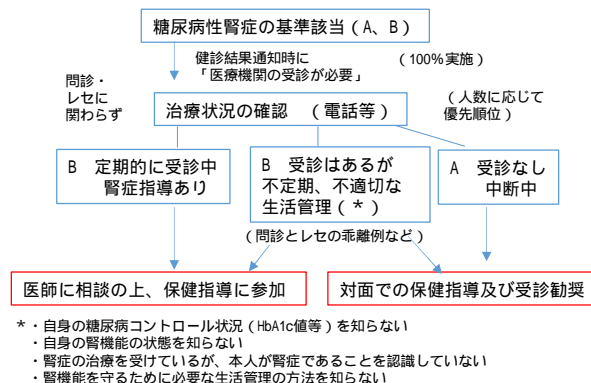 糖尿病性腎症の基準該当（A、B）
健診結果通知時に
「医療機関の受診が必要」
（100%実施）
問診・
レセに
関わらず
治療状況の確認　（電話等）
（人数に応じて
優先順位）
B　定期的に受診中
腎症指導あり
B　受診はあるが
不定期、不適切な
生活管理（*）
A　受診なし
中断中
（問診とレセの乖離例など）
医師に相談の上、保健指導に参加
対面での保健指導及び受診勧奨
*・自身の糖尿病コントロール状況（HbA1c値等）を知らない
・自身の腎機能の状態を知らない
・腎症の治療を受けているが、本人が腎症であることを認識していない
・腎機能を守るために必要な生活管理の方法を知らない